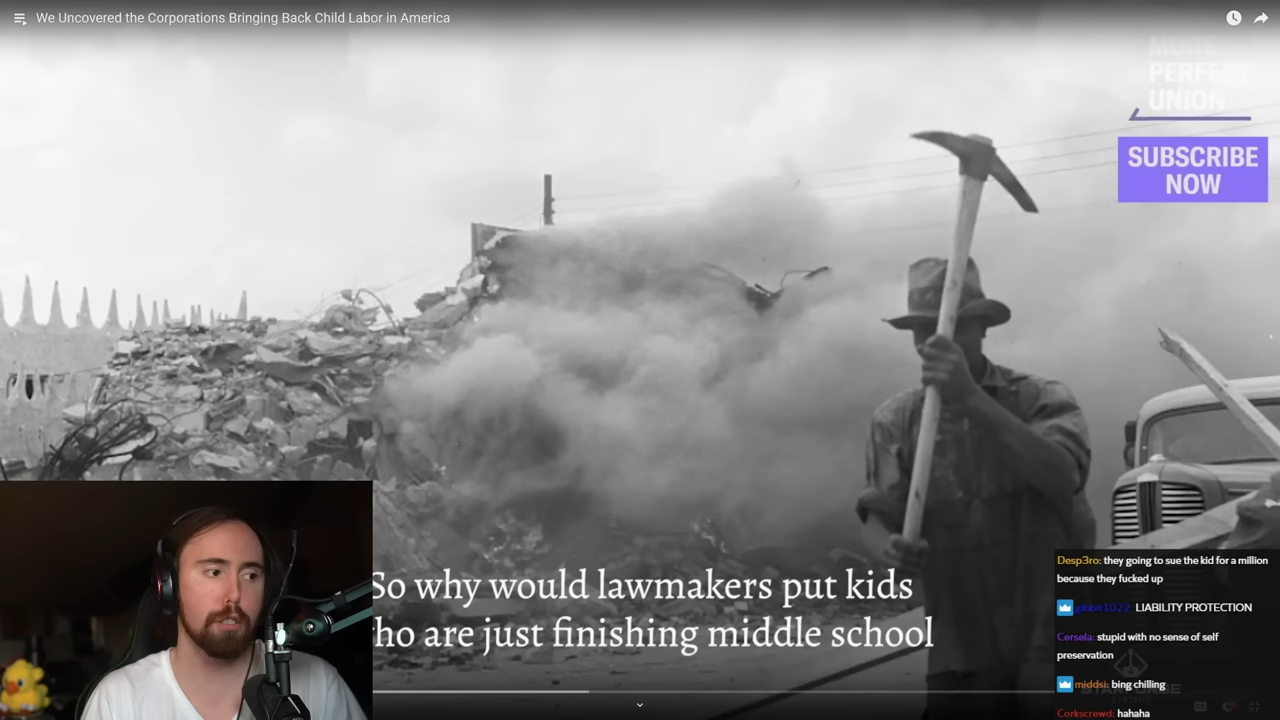 We Uncovered the Corporations Bringing Back Child Labor in America
MORE
PERFECT
UNION
SUBSCRIBE
NOW
So why would lawmakers put kids
who are just finishing middle school
Desp3ro: they going to sue the kid for a million
because they fucked up
gibbit1022: LIABILITY PROTECTION
Cersela: stupid with no sense of self
preservation
middsi: bing chilling
STARFORGE
Corkscrewd: hahaha